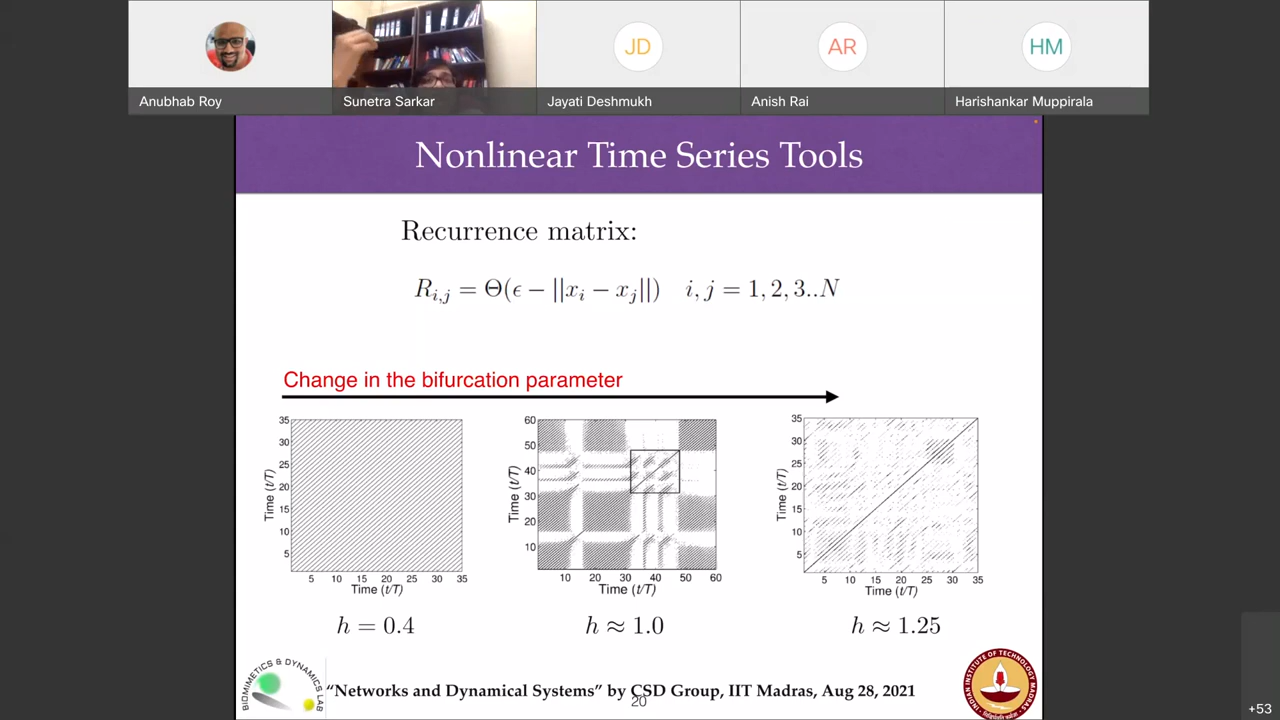 Anubhab Roy
Sunetra Sarkar
JD
Jayati Deshmukh
AR
Anish Rai
HM
Harishankar Muppirala
Nonlinear Time Series Tools
Recurrence matrix:
R_{i,j} = Θ(ϵ − ||x_i − x_j||) i, j = 1, 2, 3..N
Change in the bifurcation parameter
35
30
25
20
15
10
5
Time (t/T)
5 10 15 20 25 30 35
Time (t/T)
h = 0.4
60
50
40
30
20
10
Time (t/T)
10 20 30 40 50 60
Time (t/T)
h ≈ 1.0
35
30
25
20
15
10
5
Time (t/T)
5 10 15 20 25 30 35
Time (t/T)
h ≈ 1.25
BIOMIMETICS & DYNAMICS LAB
"Networks and Dynamical Systems" by CSD Group, IIT Madras, Aug 28, 2021
20
INDIAN INSTITUTE OF TECHNOLOGY MADRAS
+53